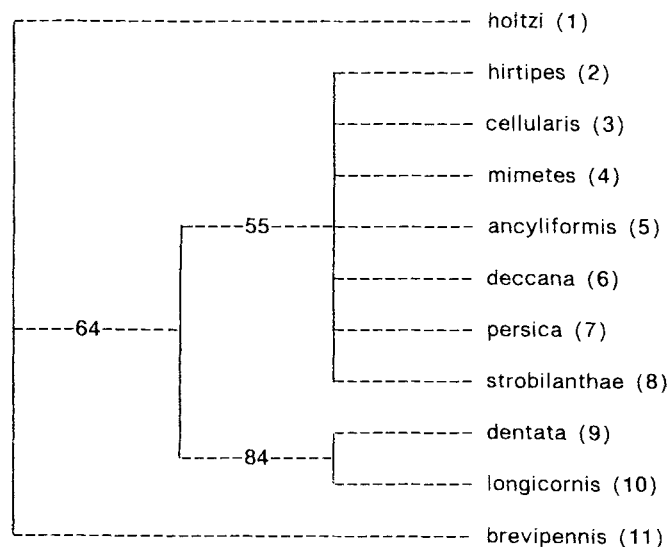 holtzi (1)
hirtipes (2)
cellularis (3)
mimetes (4)
55
ancyliformis (5)
deccana (6)
64
persica (7)
strobilanthae (8)
dentata (9)
84
longicornis (10)
brevipennis (11)